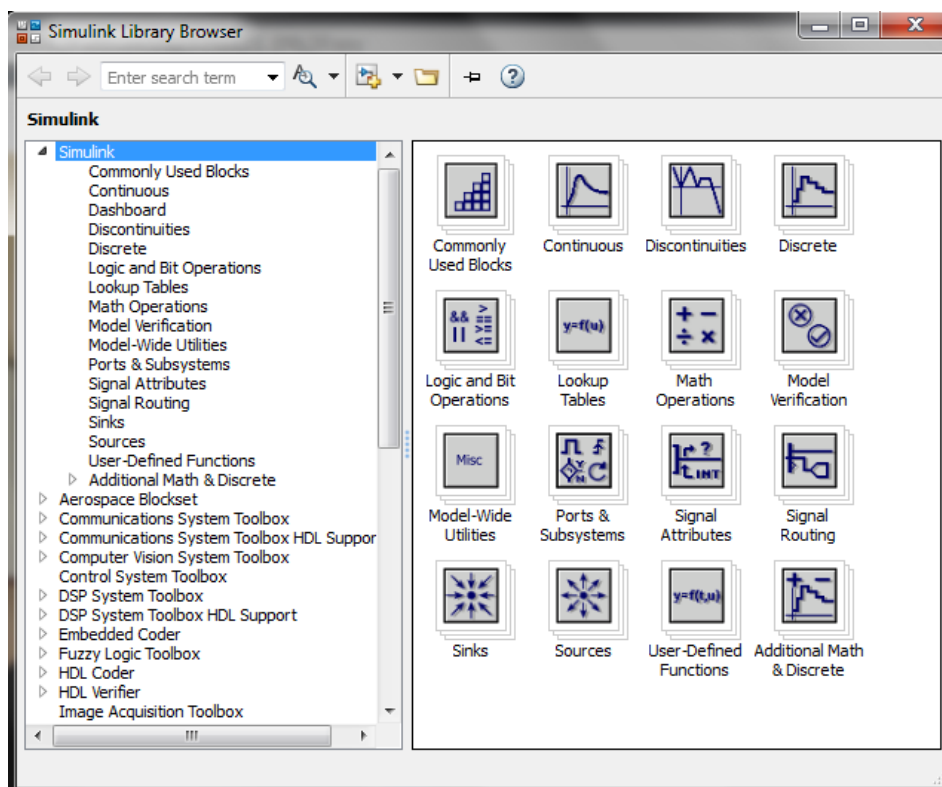 Simulink Library Browser
Enter search term
Simulink
Simulink
Commonly Used Blocks
Continuous
Dashboard
Discontinuities
Discrete
Logic and Bit Operations
Lookup Tables
Math Operations
Model Verification
Model-Wide Utilities
Ports & Subsystems
Signal Attributes
Signal Routing
Sinks
Sources
User-Defined Functions
Additional Math & Discrete
Aerospace Blockset
Communications System Toolbox
Communications System Toolbox HDL Suppor
Computer Vision System Toolbox
Control System Toolbox
DSP System Toolbox
DSP System Toolbox HDL Support
Embedded Coder
Fuzzy Logic Toolbox
HDL Coder
HDL Verifier
Image Acquisition Toolbox
Commonly
Used Blocks
Continuous
Discontinuities
Discrete
&& > ==
|| >= <=
y=f(u)
+ −
÷ ×
Logic and Bit
Operations
Lookup
Tables
Math
Operations
Model
Verification
Misc
Y
N
?
INT
Model-Wide
Utilities
Ports &
Subsystems
Signal
Attributes
Signal
Routing
y=f(t,u)
+ −
Sinks
Sources
User-Defined
Functions
Additional Math
& Discrete